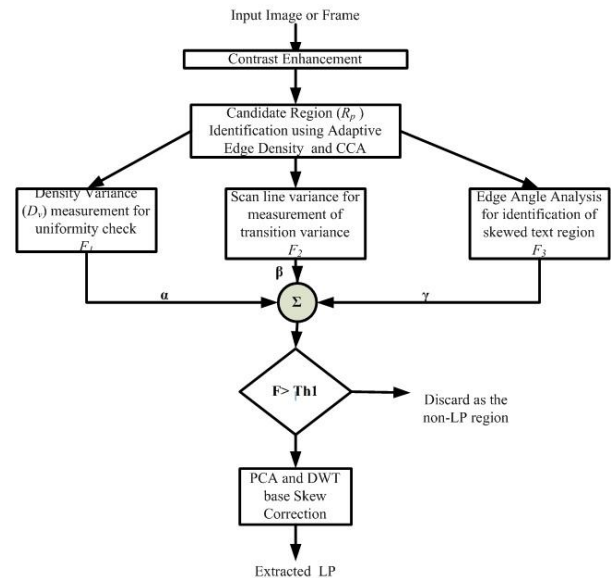 Input Image or Frame
Contrast Enhancement
Candidate Region (Rp )
Identification using Adaptive
Edge Density and CCA
Density Variance
(Dv) measurement for
uniformity check
F1
Scan line variance for
measurement of
transition variance
F2
Edge Angle Analysis
for identification of
skewed text region
F3
α
β
γ
Σ
F> Th1
Discard as the
non-LP region
PCA and DWT
base Skew
Correction
Extracted LP